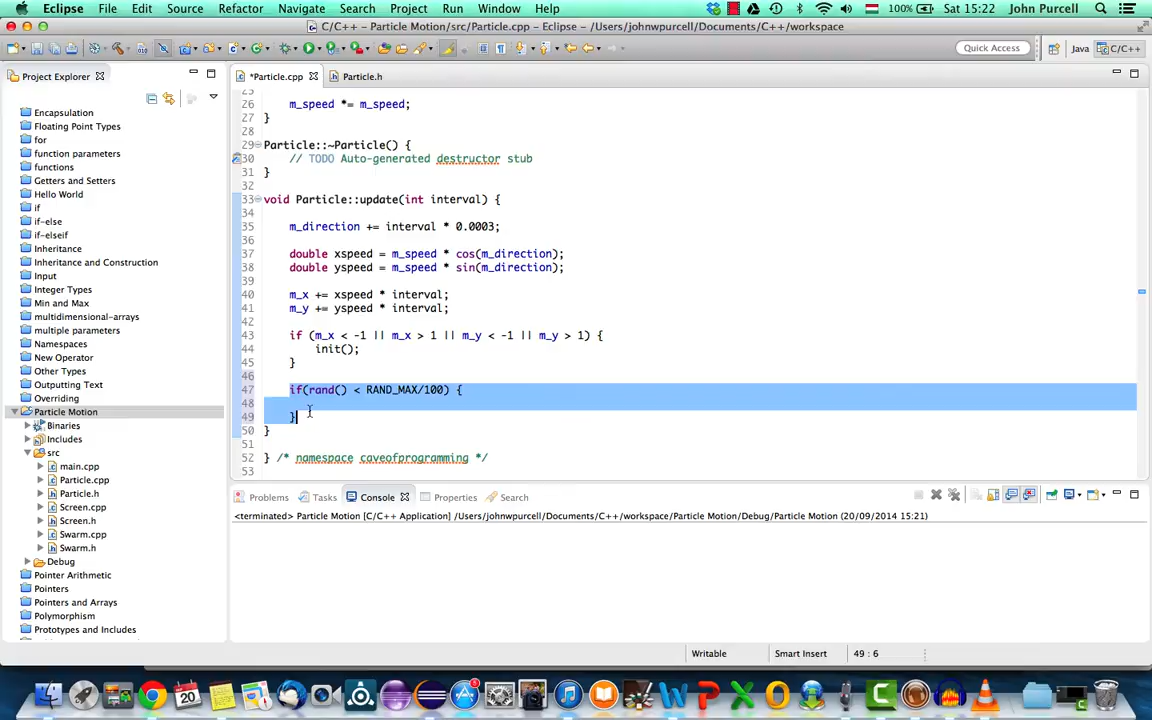 Eclipse File Edit Source Refactor Navigate Search Project Run Window Help 100% Sat 15:22 John Purcell
C/C++ - Particle Motion/src/Particle.cpp - Eclipse - /Users/johnwpurcell/Documents/C++/workspace
Quick Access Java C/C++
Project Explorer
*Particle.cpp Particle.h
Encapsulation
Floating Point Types
for
function parameters
functions
Getters and Setters
Hello World
if
if-else
if-elseif
Inheritance
Inheritance and Combination
Input
Integer Types
Min and Max
multidimensional-arrays
multiple parameters
Namespaces
New Operator
Other Types
Outputting Text
Overriding
Particle Motion
Binaries
Includes
src
main.cpp
Particle.cpp
Particle.h
Screen.cpp
Screen.h
Swarm.cpp
Swarm.h
Debug
Pointer Arithmetic
Pointers
Pointers and Arrays
Polymorphism
Prototypes and Includes
25
26 m_speed *= m_speed;
27 }
28
29 Particle::~Particle() {
30 // TODO Auto-generated destructor stub
31 }
32
33 void Particle::update(int interval) {
34
35 m_direction += interval * 0.0003;
36
37 double xspeed = m_speed * cos(m_direction);
38 double yspeed = m_speed * sin(m_direction);
39
40 m_x += xspeed * interval;
41 m_y += yspeed * interval;
42
43 if (m_x < -1 || m_x > 1 || m_y < -1 || m_y > 1) {
44 init();
45 }
46
47 if(rand() < RAND_MAX/100) {
48
49 }
50 }
51
52 } /* namespace caveofprogramming */
53
Problems Tasks Console Properties Search
<terminated> Particle Motion [C/C++ Application] /Users/johnwpurcell/Documents/C++/workspace/Particle Motion/Debug/Particle Motion (20/09/2014 15:21)
Writable Smart Insert 49 : 6